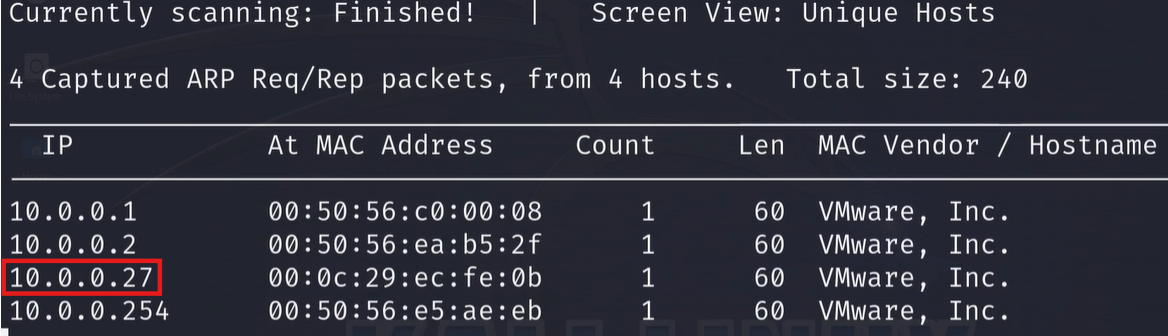 Currently scanning: Finished!   |   Screen View: Unique Hosts
4 Captured ARP Req/Rep packets, from 4 hosts.   Total size: 240
IP            At MAC Address     Count     Len  MAC Vendor / Hostname
10.0.0.1        00:50:56:c0:00:08      1      60  VMware, Inc.
10.0.0.2        00:50:56:ea:b5:2f      1      60  VMware, Inc.
10.0.0.27       00:0c:29:ec:fe:0b      1      60  VMware, Inc.
10.0.0.254      00:50:56:e5:ae:eb      1      60  VMware, Inc.